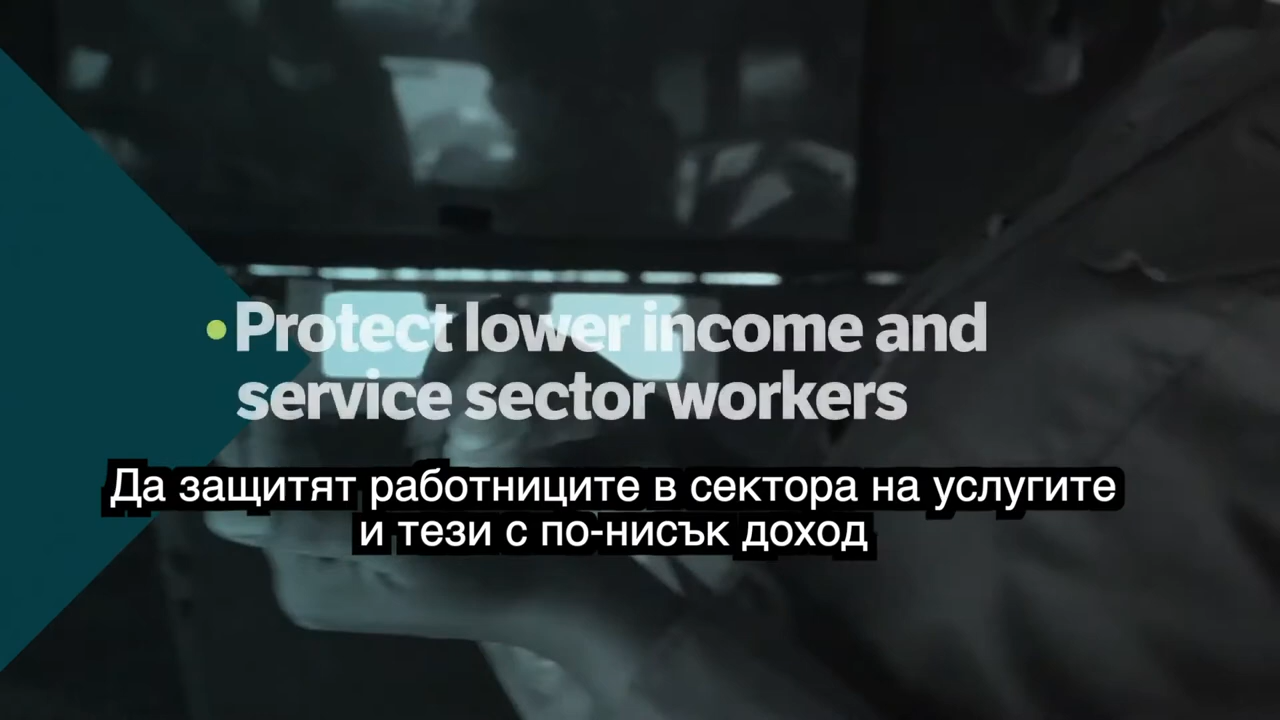 Protect lower income and
service sector workers
Да защитят работниците в сектора на услугите
и тези с по-нисък доход